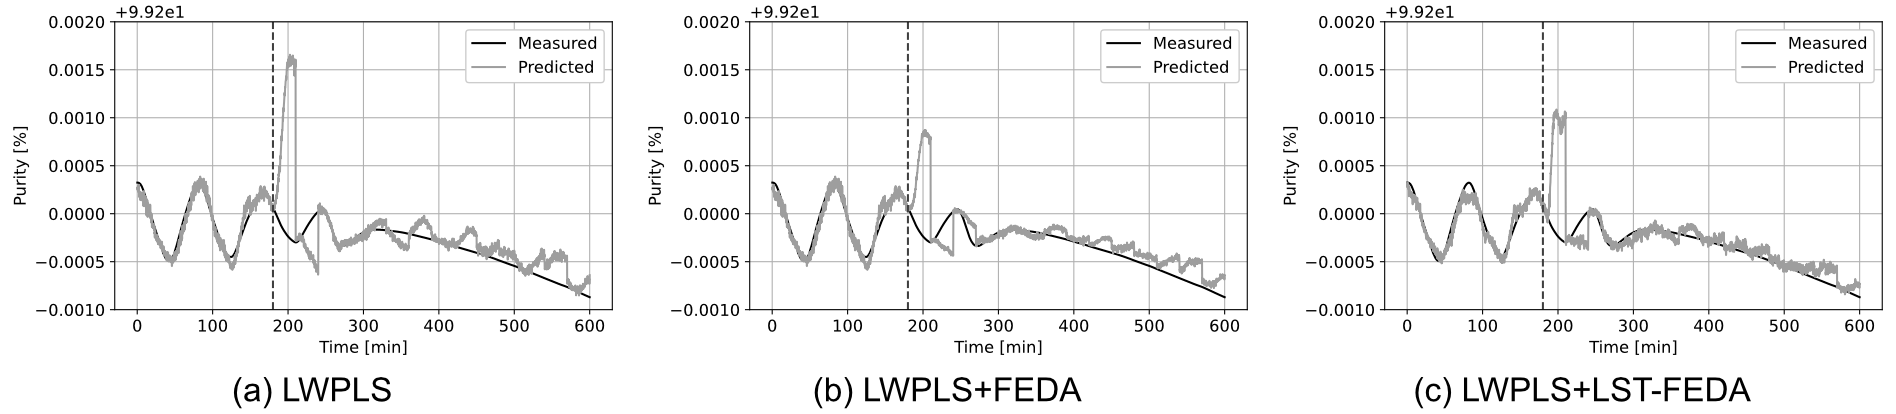 +9.92e1
0.0020
0.0015
0.0010
0.0005
0.0000
−0.0005
−0.0010
Purity [%]
Measured
Predicted
0 100 200 300 400 500 600
Time [min]
(a) LWPLS
+9.92e1
0.0020
0.0015
0.0010
0.0005
0.0000
−0.0005
−0.0010
Purity [%]
Measured
Predicted
0 100 200 300 400 500 600
Time [min]
(b) LWPLS+FEDA
+9.92e1
0.0020
0.0015
0.0010
0.0005
0.0000
−0.0005
−0.0010
Purity [%]
Measured
Predicted
0 100 200 300 400 500 600
Time [min]
(c) LWPLS+LST-FEDA